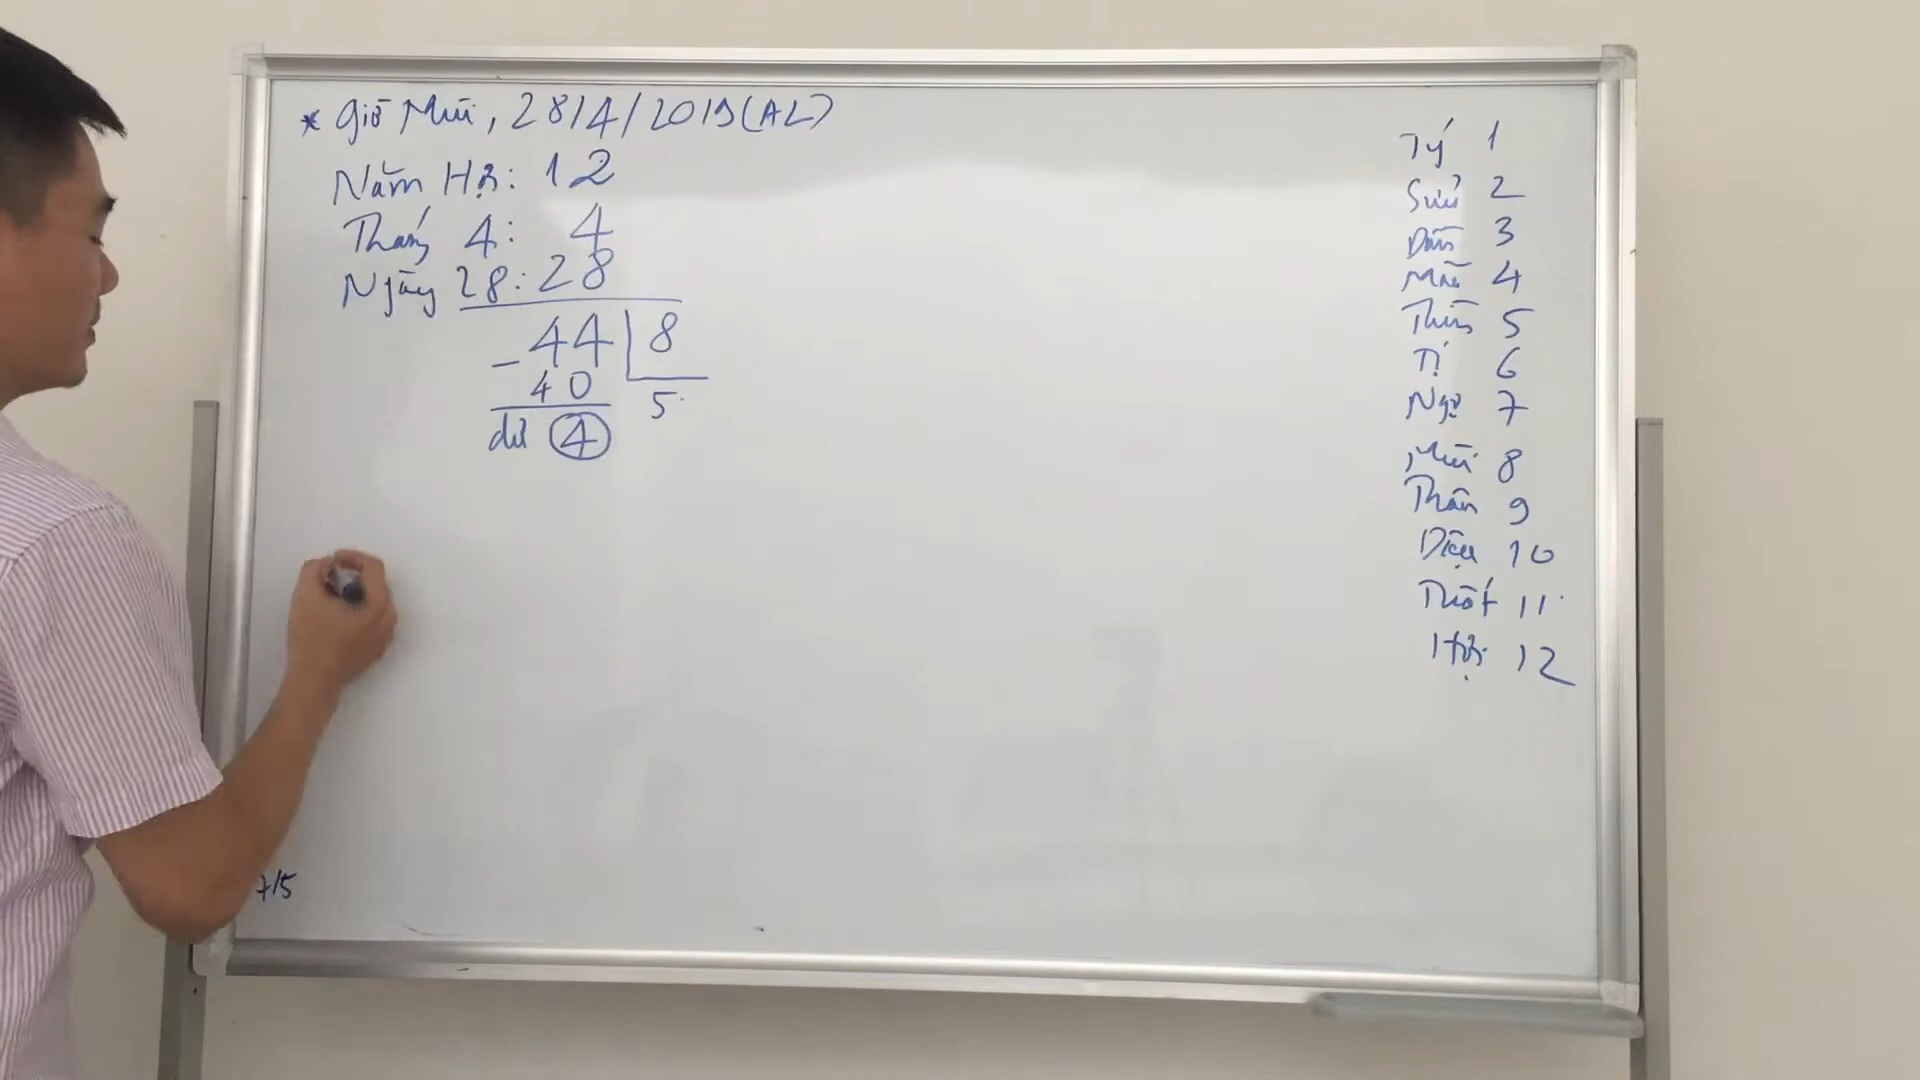 * Giờ Mùi, 28/4/2019 (AL)
Năm Hợi: 12
Tháng 4: 4
Ngày 28: 28
44 8
- 40 5
dư 4
7/5
Tý 1
Sửu 2
Dần 3
Mão 4
Thìn 5
Tị 6
Ngọ 7
Mùi 8
Thân 9
Dậu 10
Tuất 11
Hợi 12